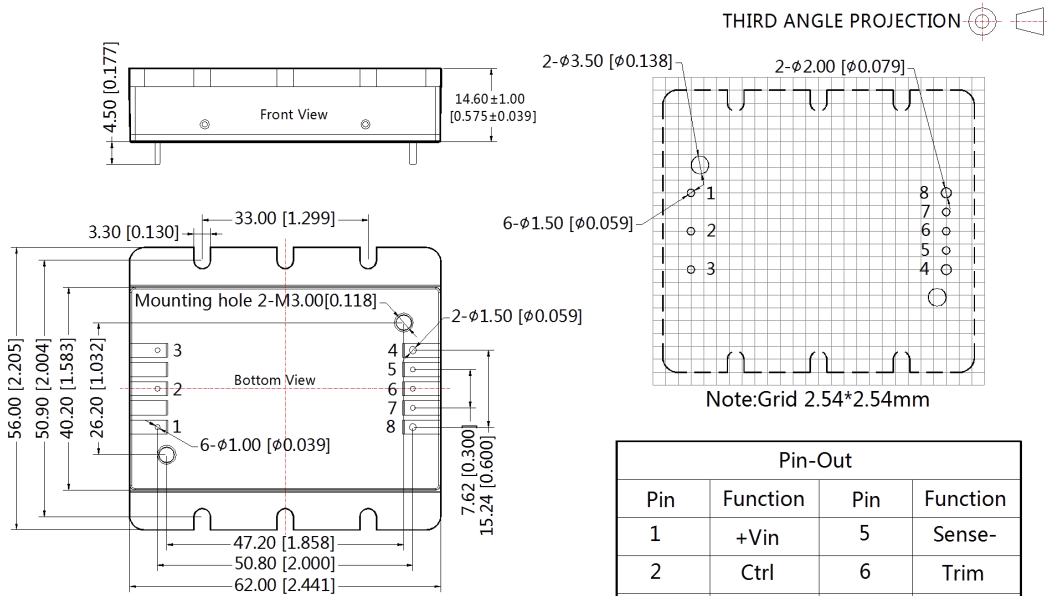 THIRD ANGLE PROJECTION
4.50 [0.177]
Front View
14.60±1.00
[0.575±0.039]
2-ϕ3.50 [ϕ0.138]
2-ϕ2.00 [ϕ0.079]
6-ϕ1.50 [ϕ0.059]
1
2
3
8
7
6
5
4
Note:Grid 2.54*2.54mm
33.00 [1.299]
3.30 [0.130]
Mounting hole 2-M3.00[0.118]
2-ϕ1.50 [ϕ0.059]
56.00 [2.205]
50.90 [2.004]
40.20 [1.583]
26.20 [1.032]
3
2
1
Bottom View
4
5
6
7
8
6-ϕ1.00 [ϕ0.039]
7.62 [0.300]
15.24 [0.600]
47.20 [1.858]
50.80 [2.000]
62.00 [2.441]
Pin-Out
Pin Function Pin Function
1 +Vin 5 Sense-
2 Ctrl 6 Trim